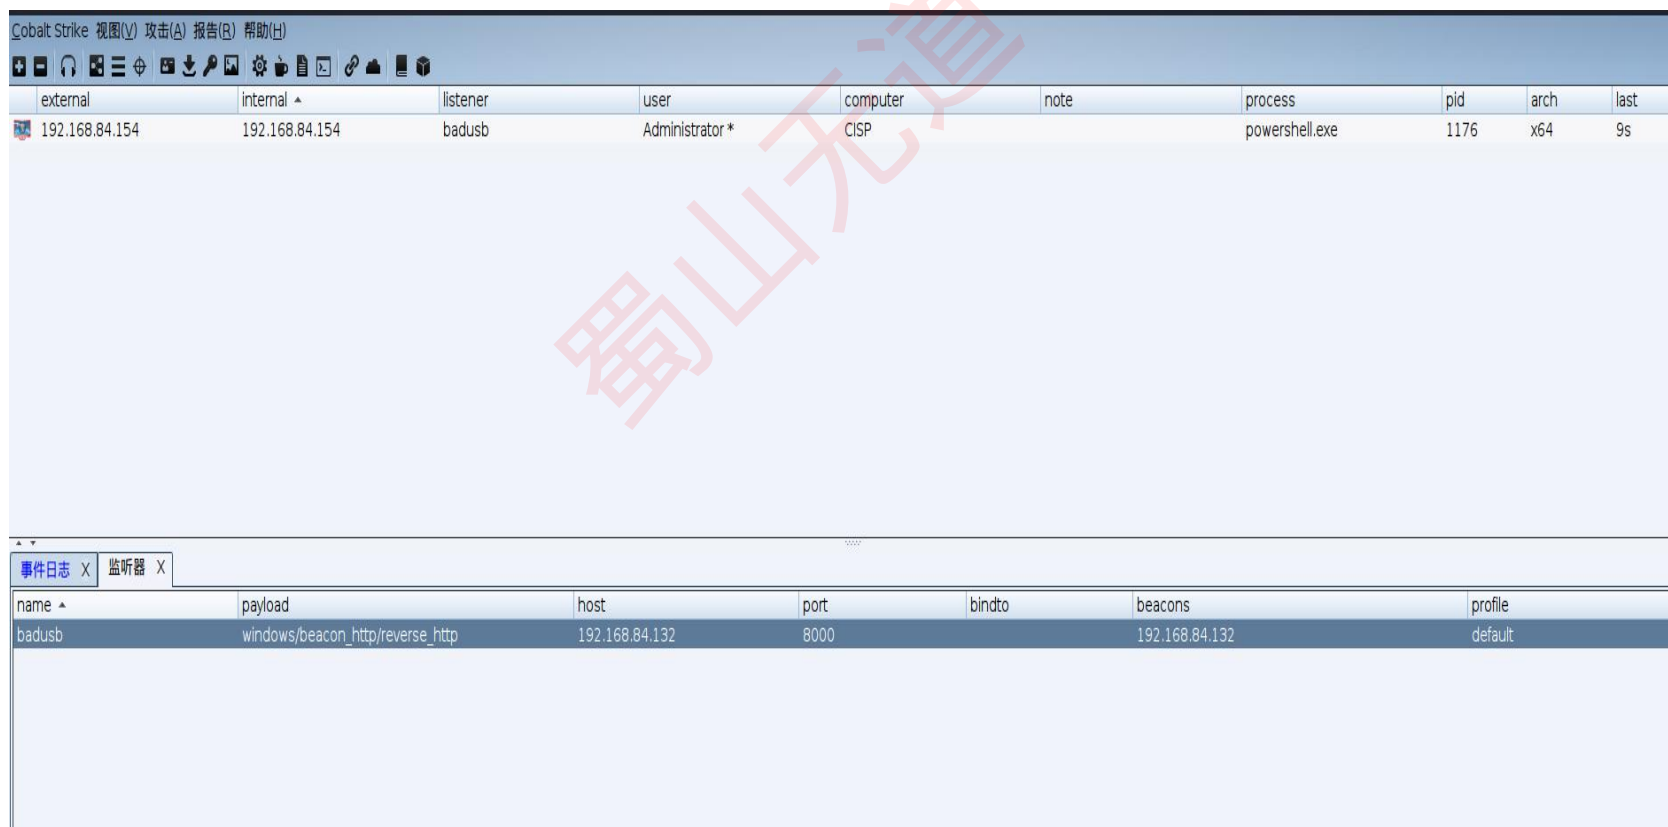 Cobalt Strike 视图(V) 攻击(A) 报告(R) 帮助(H)
external internal listener user computer note process pid arch last
192.168.84.154 192.168.84.154 badusb Administrator * CISP powershell.exe 1176 x64 9s
蜀山无道
事件日志 X 监听器 X
name payload host port bindto beacons profile
badusb windows/beacon_http/reverse_http 192.168.84.132 8000 192.168.84.132 default